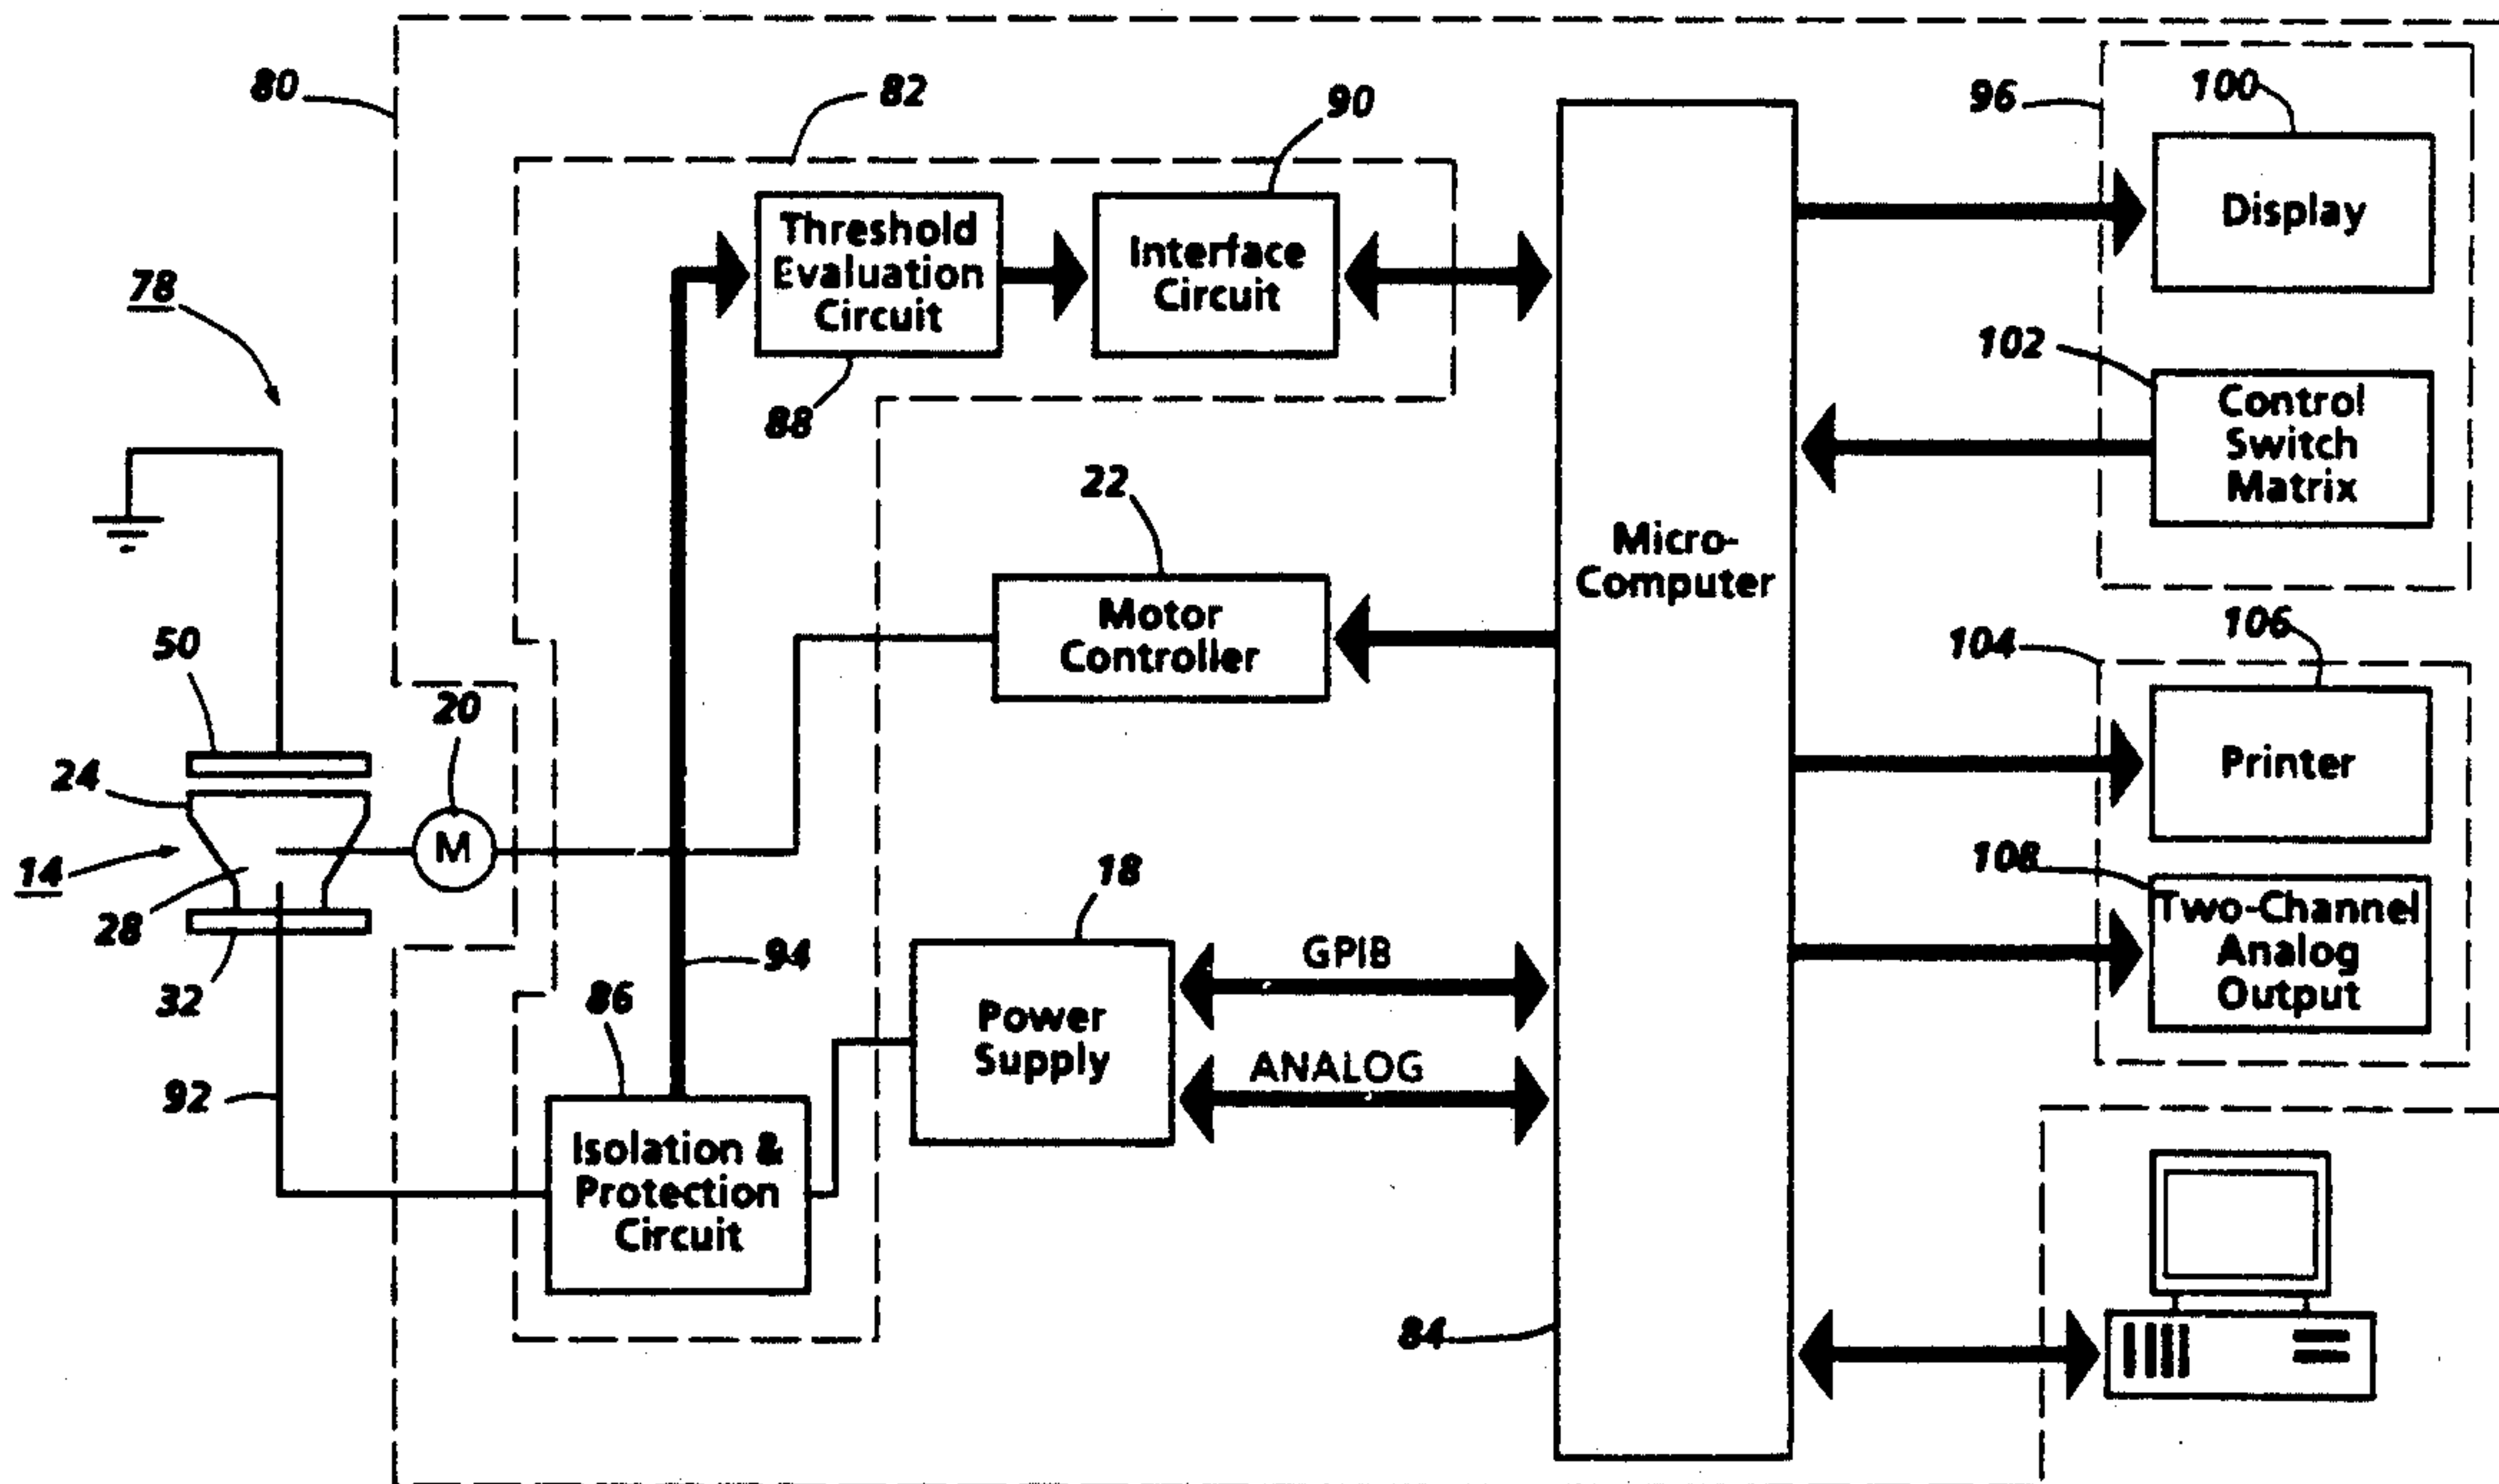 80
82
90
96
100
Display
Threshold
Evaluation
Circuit
Interface
Circuit
78
88
102
Control
Switch
Matrix
22
Micro-
Computer
Motor
Controller
50
20
24
M
14
28
32
104
106
Printer
108
Two-Channel
Analog
Output
18
94
86
GPIB
Power
Supply
ANALOG
92
Isolation &
Protection
Circuit
84